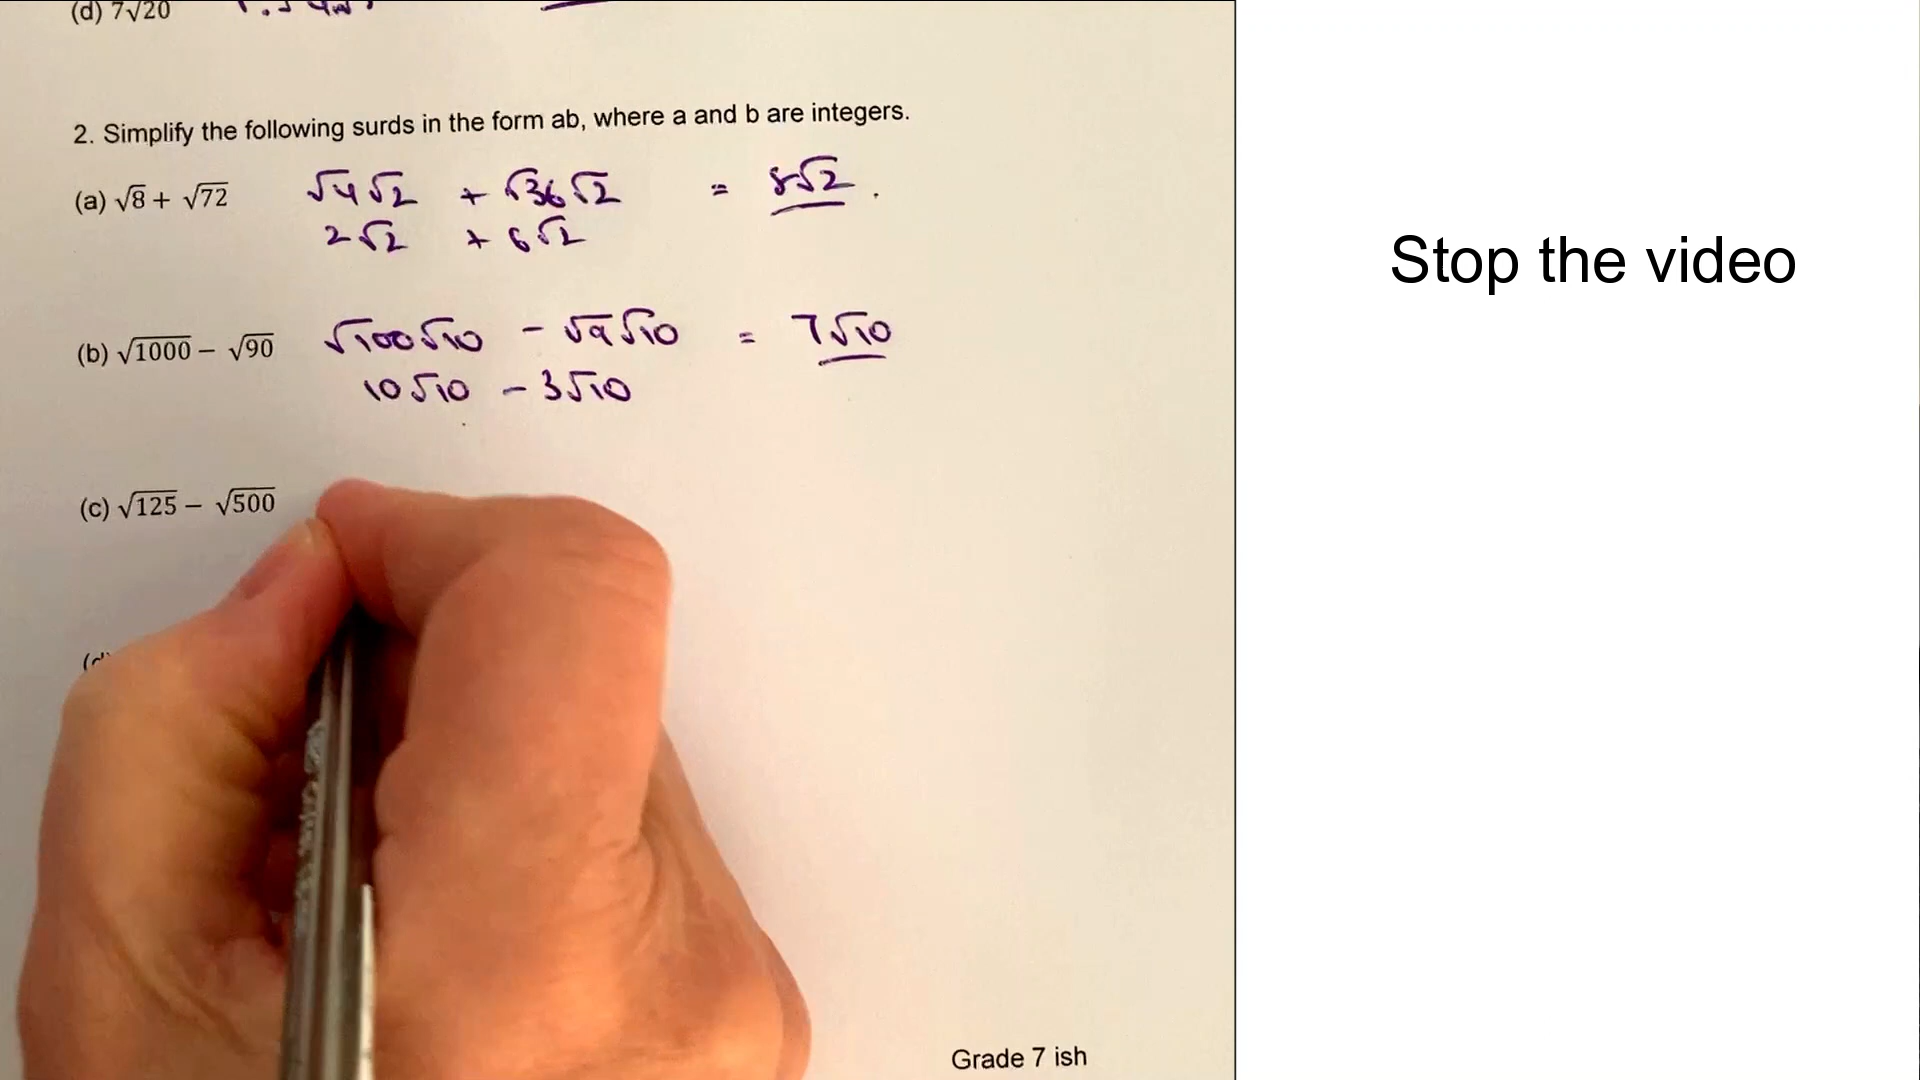 (d) 7√20
2. Simplify the following surds in the form ab, where a and b are integers.
(a) √8 + √72 √4√2 + √36√2 = 8√2 .
2√2 + 6√2
(b) √1000 − √90 √100√10 − √9√10 = 7√10
10√10 − 3√10
(c) √125 − √500
Grade 7 ish
Stop the video